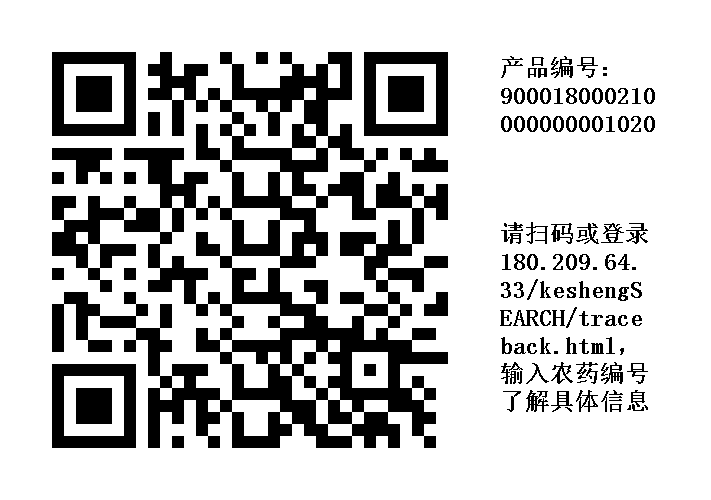 产品编号：
900018000210
000000001020
请扫码或登录
180.209.64.
33/keshengS
EARCH/trace
back.html，
输入农药编号
了解具体信息